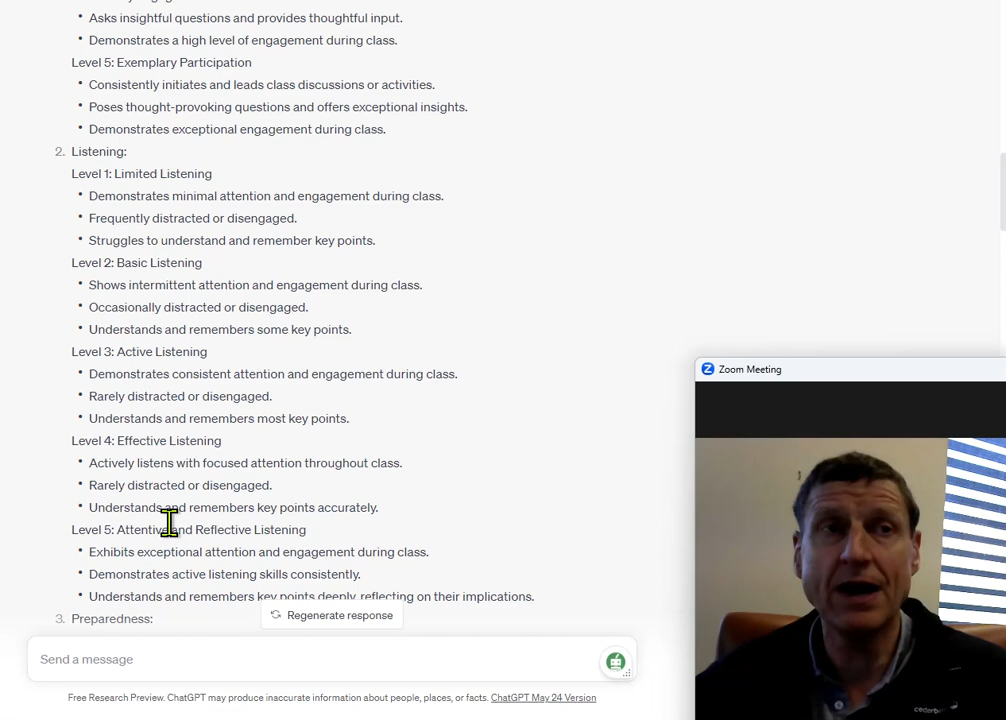 Asks insightful questions and provides thoughtful input.
Demonstrates a high level of engagement during class.
Level 5: Exemplary Participation
Consistently initiates and leads class discussions or activities.
Poses thought-provoking questions and offers exceptional insights.
Demonstrates exceptional engagement during class.
2. Listening:
Level 1: Limited Listening
Demonstrates minimal attention and engagement during class.
Frequently distracted or disengaged.
Struggles to understand and remember key points.
Level 2: Basic Listening
Shows intermittent attention and engagement during class.
Occasionally distracted or disengaged.
Understands and remembers some key points.
Level 3: Active Listening
Demonstrates consistent attention and engagement during class.
Rarely distracted or disengaged.
Understands and remembers most key points.
Level 4: Effective Listening
Actively listens with focused attention throughout class.
Rarely distracted or disengaged.
Understands and remembers key points accurately.
Level 5: Attentive and Reflective Listening
Exhibits exceptional attention and engagement during class.
Demonstrates active listening skills consistently.
Understands and remembers key points deeply, reflecting on their implications.
3. Preparedness:
Regenerate response
Send a message
Free Research Preview. ChatGPT may produce inaccurate information about people, places, or facts. ChatGPT May 24 Version
Zoom Meeting